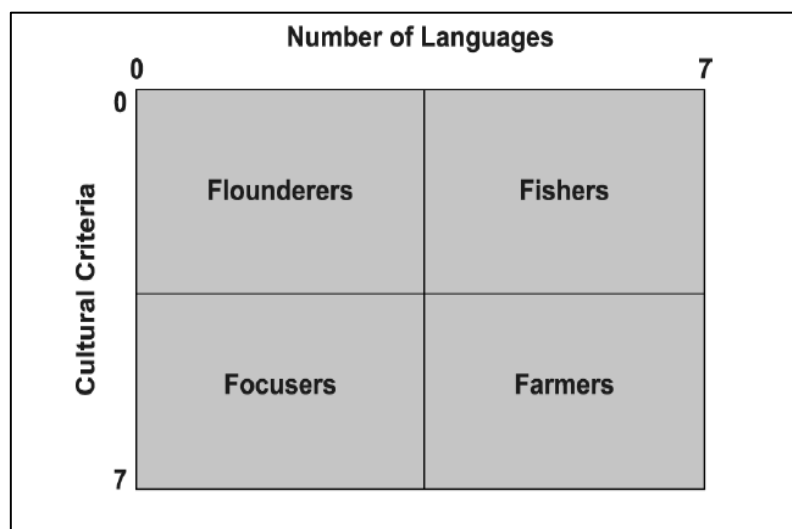 Number of Languages
0 7
0
Flounderers Fishers
Cultural Criteria
Focusers Farmers
7